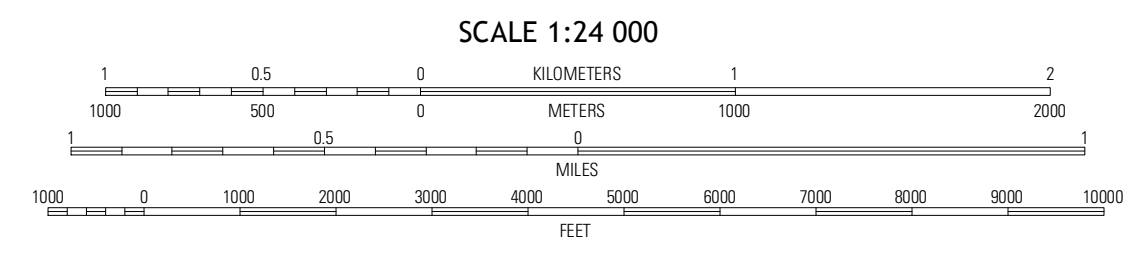 SCALE 1:24 000
1 0.5 0 KILOMETERS 1 2
1000 500 0 METERS 1000 2000
1 0.5 0 1
MILES
1000 0 1000 2000 3000 4000 5000 6000 7000 8000 9000 10000
FEET